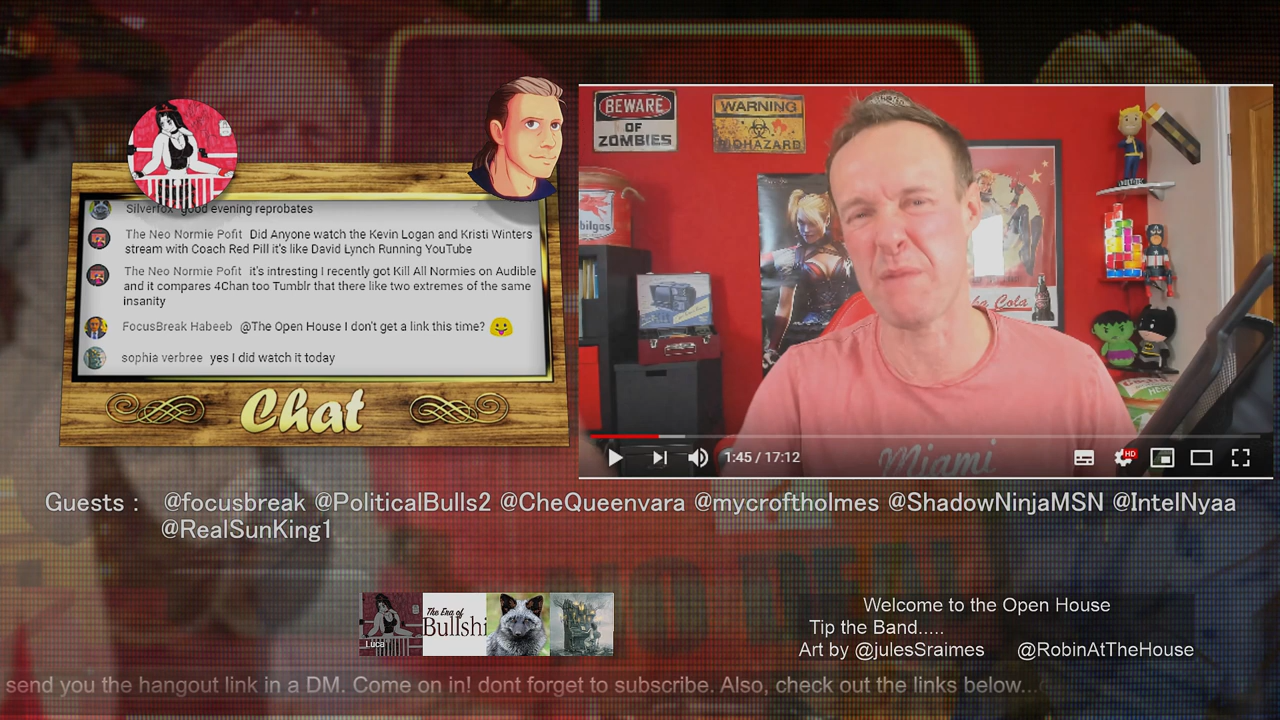 BEWARE
OF
ZOMBIES
WARNING
BIOHAZARD
Silverfox good evening reprobates
The Neo Normie Pofit Did Anyone watch the Kevin Logan and Kristi Winters
stream with Coach Red Pill it's like David Lynch Running YouTube
The Neo Normie Pofit it's intresting I recently got Kill All Normies on Audible
and it compares 4Chan too Tumblr that there like two extremes of the same
insanity
FocusBreak Habeeb @The Open House I don't get a link this time? 😛
sophia verbree yes I did watch it today
Chat
Cola
Miami
1:45 / 17:12
HD
Guests : @focusbreak @PoliticalBulls2 @CheQueenvara @mycroftholmes @ShadowNinjaMSN @IntelNyaa
@RealSunKing1
Luca
The Era of
Bullshi
Welcome to the Open House
Tip the Band.....
Art by @julesSraimes @RobinAtTheHouse
send you the hangout link in a DM. Come on in! dont forget to subscribe. Also, check out the links below...